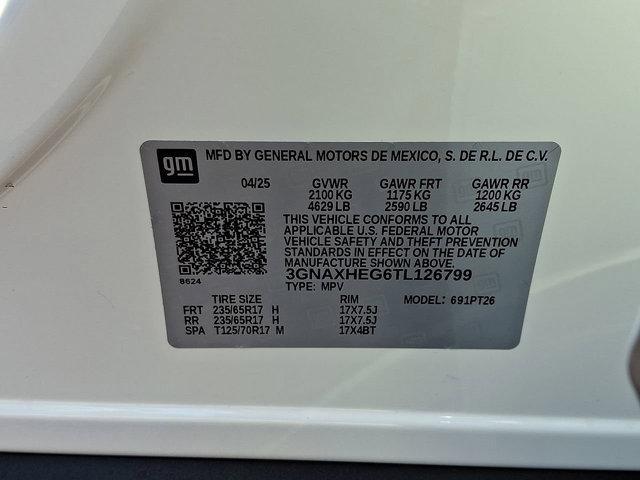 gm MFD BY GENERAL MOTORS DE MEXICO, S. DE R.L. DE C.V.
04/25 GVWR GAWR FRT GAWR RR
2100 KG 1175 KG 1200 KG
4629 LB 2590 LB 2645 LB
THIS VEHICLE CONFORMS TO ALL
APPLICABLE U.S. FEDERAL MOTOR
VEHICLE SAFETY AND THEFT PREVENTION
STANDARDS IN EFFECT ON THE DATE OF
MANUFACTURE SHOWN ABOVE.
3GNAXHEG6TL126799
8624
TYPE: MPV
TIRE SIZE RIM MODEL: 691PT26
FRT 235/65R17 H 17X7.5J
RR 235/65R17 H 17X7.5J
SPA T125/70R17 M 17X4BT